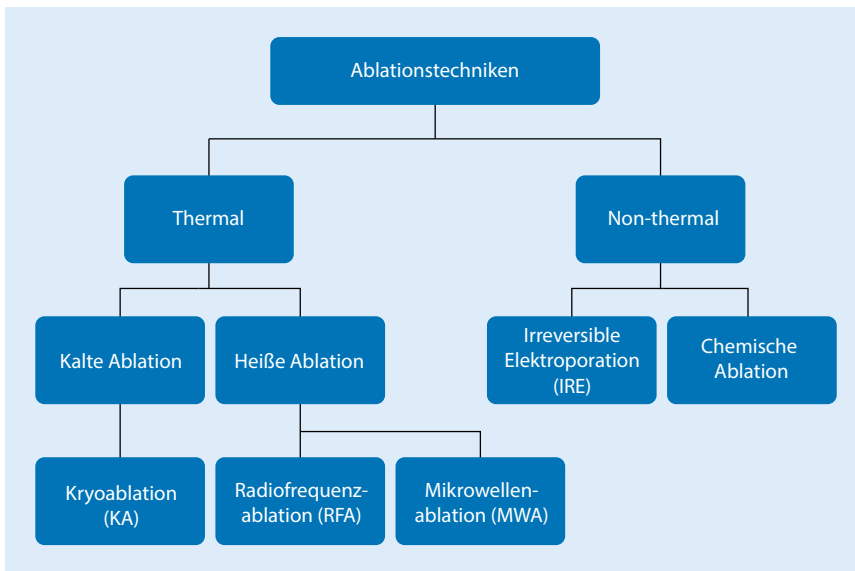 Ablationstechniken
Thermal
Non-thermal
Kalte Ablation
Heiße Ablation
Irreversible
Elektroporation
(IRE)
Chemische
Ablation
Kryoablation
(KA)
Radiofrequenz-
ablation (RFA)
Mikrowellen-
ablation (MWA)